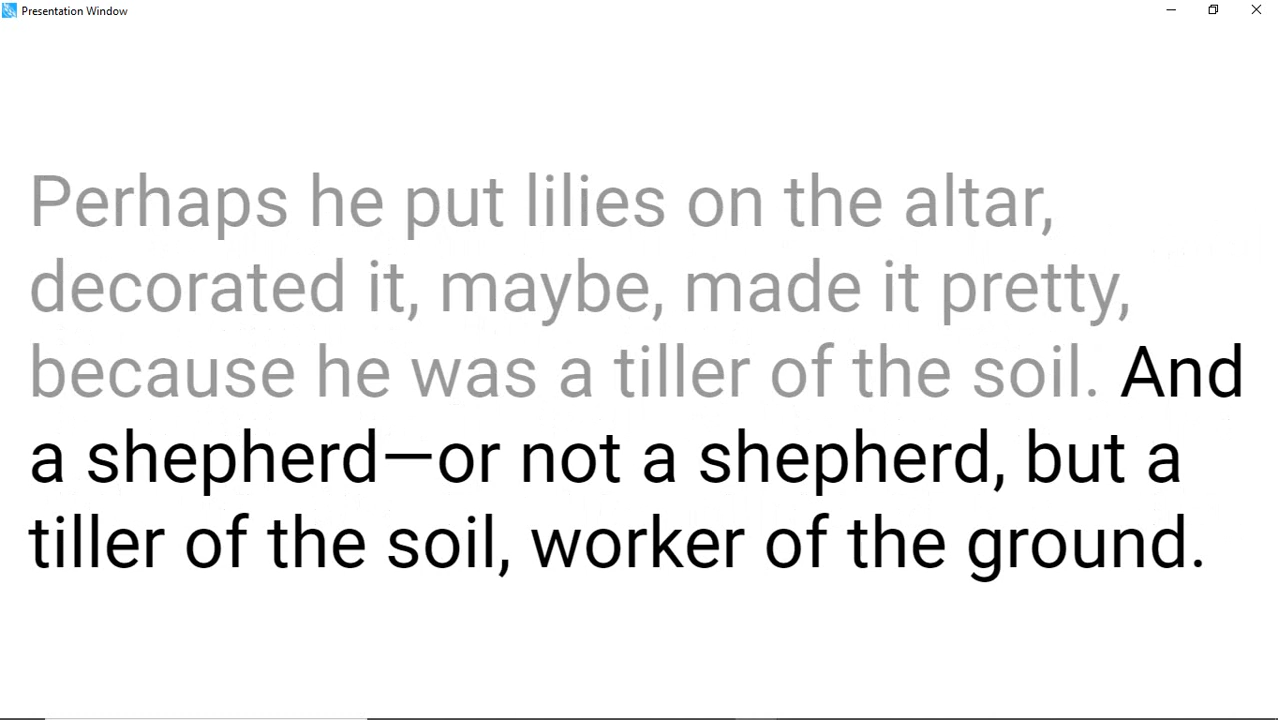 Presentation Window
Perhaps he put lilies on the altar,
decorated it, maybe, made it pretty,
because he was a tiller of the soil. And
a shepherd—or not a shepherd, but a
tiller of the soil, worker of the ground.